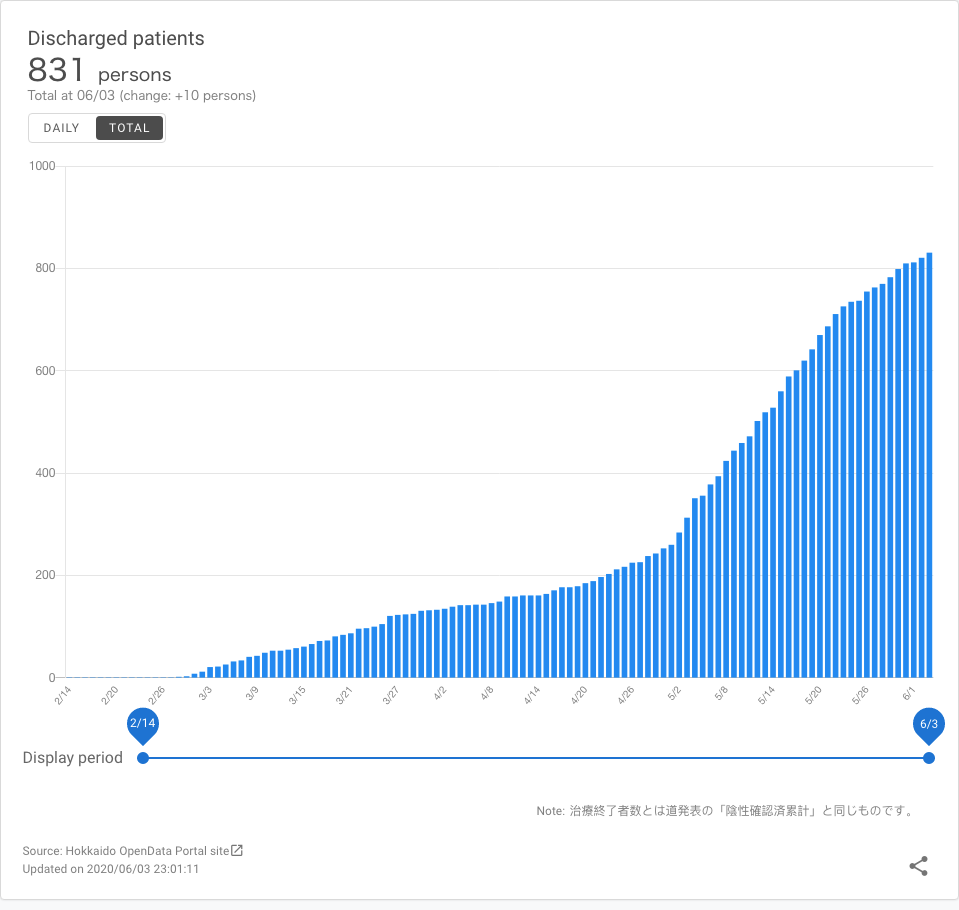 Discharged patients
831 persons
Total at 06/03 (change: +10 persons)
DAILY TOTAL
1000
800
600
400
200
0
2/14 2/20 2/26 3/3 3/9 3/15 3/21 3/27 4/2 4/8 4/14 4/20 4/26 5/2 5/8 5/14 5/20 5/26 6/1
2/14 6/3
Display period
Note: 治療終了者数とは道発表の「陰性確認済累計」と同じものです。
Source: Hokkaido OpenData Portal site
Updated on 2020/06/03 23:01:11